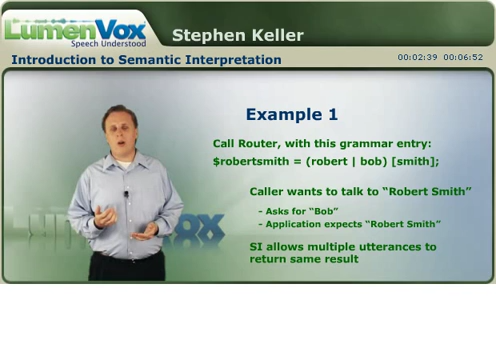 LumenVox
Speech Understood
Stephen Keller
Introduction to Semantic Interpretation
00:02:39 00:06:52
Example 1
Call Router, with this grammar entry:
$robertsmith = (robert | bob) [smith];
Caller wants to talk to “Robert Smith”
- Asks for “Bob”
- Application expects “Robert Smith”
SI allows multiple utterances to
return same result
LumenVox